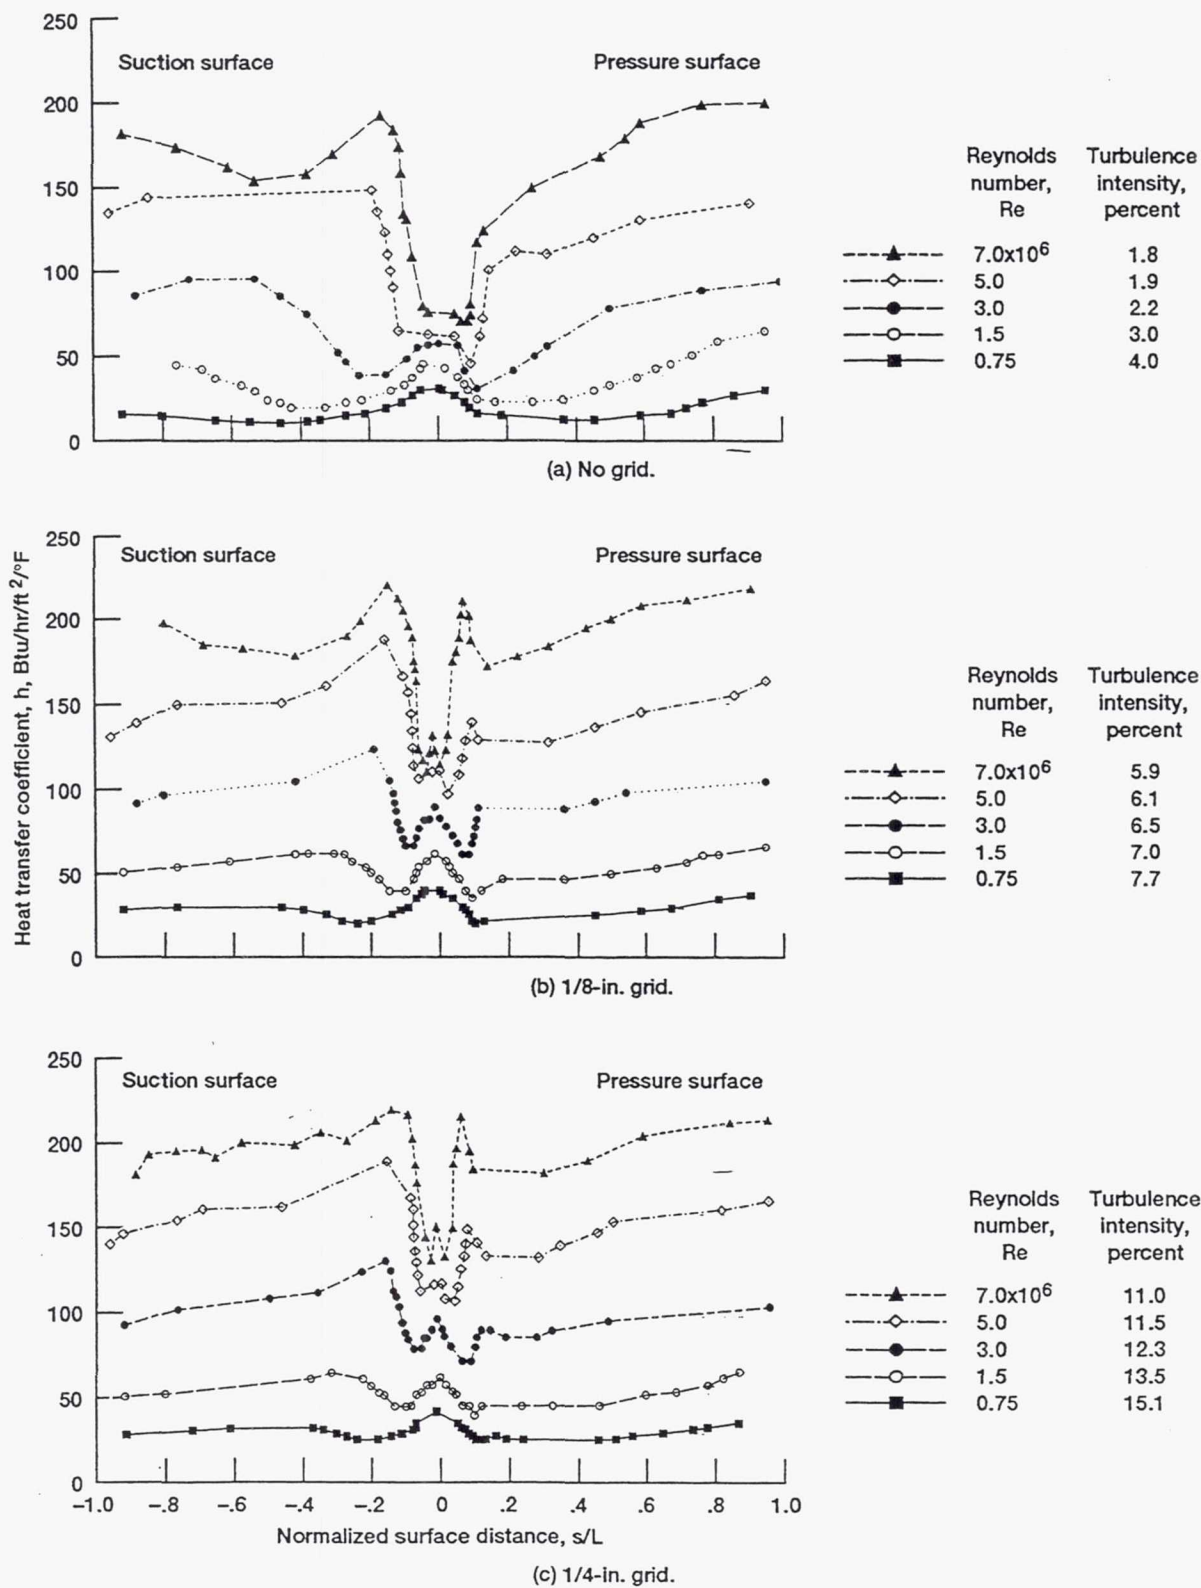 250
Suction surface
Pressure surface
200
150
100
50
0
Reynolds number, Re
Turbulence intensity, percent
7.0x10⁶ 1.8
5.0 1.9
3.0 2.2
1.5 3.0
0.75 4.0
(a) No grid.
Heat transfer coefficient, h, Btu/hr/ft²/°F
250
Suction surface
Pressure surface
200
150
100
50
0
Reynolds number, Re
Turbulence intensity, percent
7.0x10⁶ 5.9
5.0 6.1
3.0 6.5
1.5 7.0
0.75 7.7
(b) 1/8-in. grid.
250
Suction surface
Pressure surface
200
150
100
50
0
Reynolds number, Re
Turbulence intensity, percent
7.0x10⁶ 11.0
5.0 11.5
3.0 12.3
1.5 13.5
0.75 15.1
−1.0 −.8 −.6 −.4 −.2 0 .2 .4 .6 .8 1.0
Normalized surface distance, s/L
(c) 1/4-in. grid.